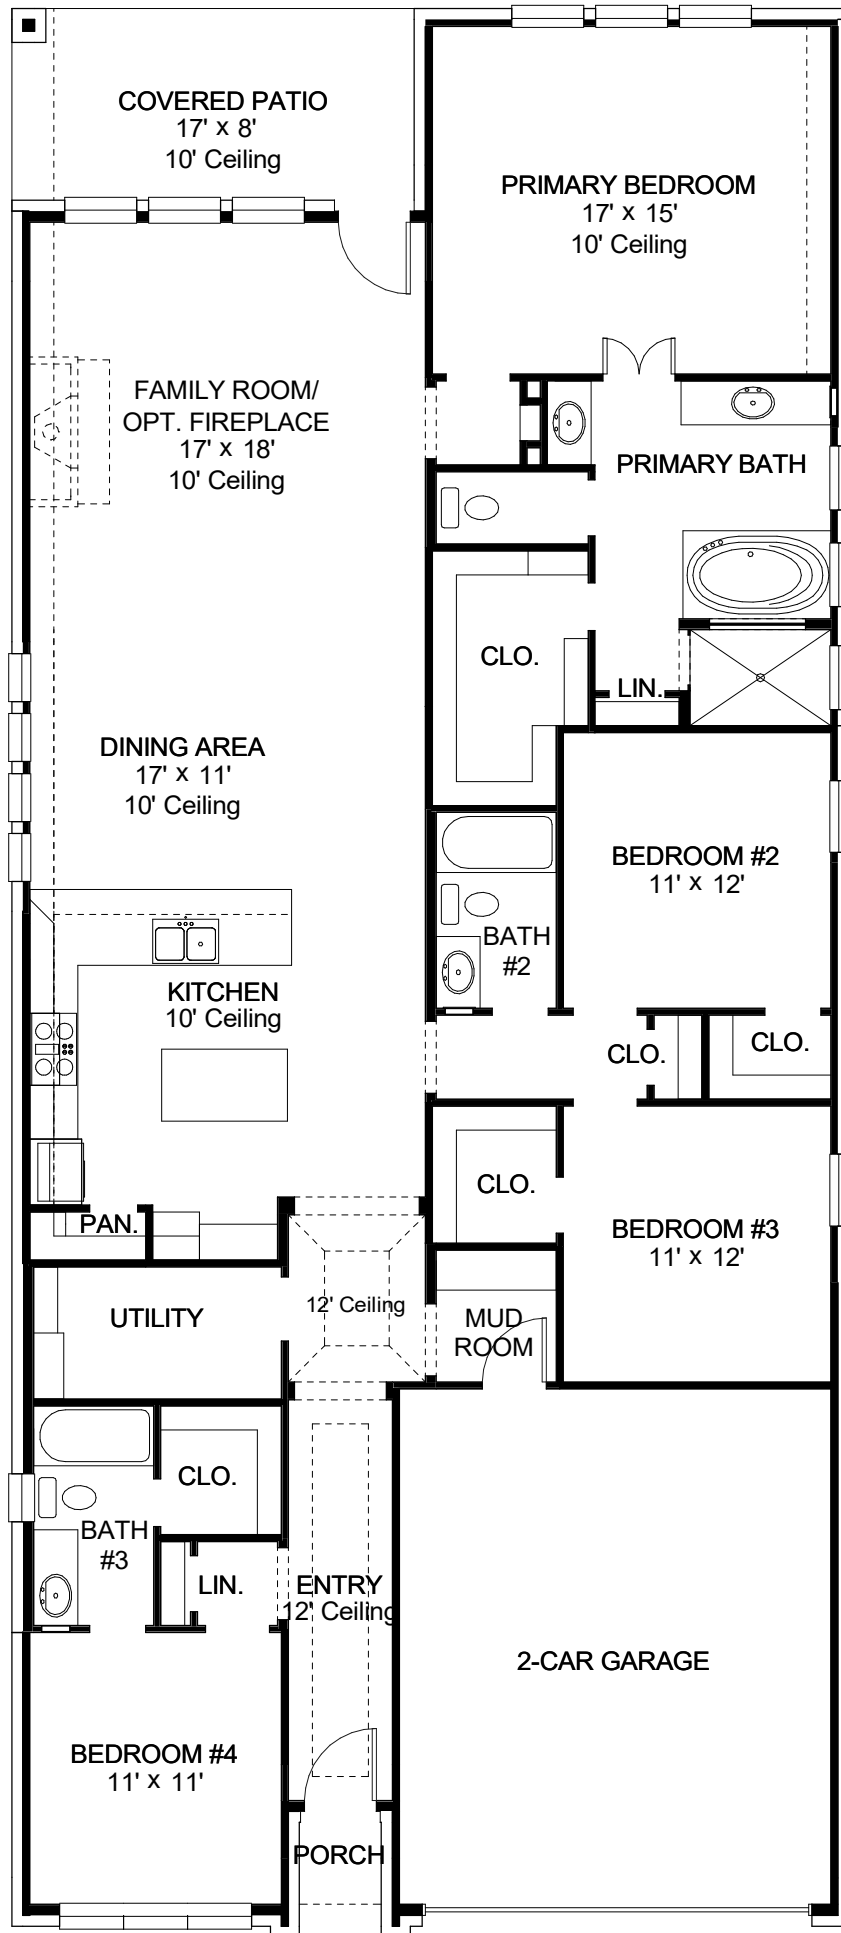 COVERED PATIO
17' x 8'
10' Ceiling
PRIMARY BEDROOM
17' x 15'
10' Ceiling
FAMILY ROOM/
OPT. FIREPLACE
17' x 18'
10' Ceiling
PRIMARY BATH
CLO.
LIN.
DINING AREA
17' x 11'
10' Ceiling
BEDROOM #2
11' x 12'
BATH
#2
KITCHEN
10' Ceiling
CLO.
CLO.
CLO.
PAN.
BEDROOM #3
11' x 12'
12' Ceiling
UTILITY
MUD
ROOM
CLO.
BATH
#3
LIN.
ENTRY
12' Ceiling
2-CAR GARAGE
BEDROOM #4
11' x 11'
PORCH